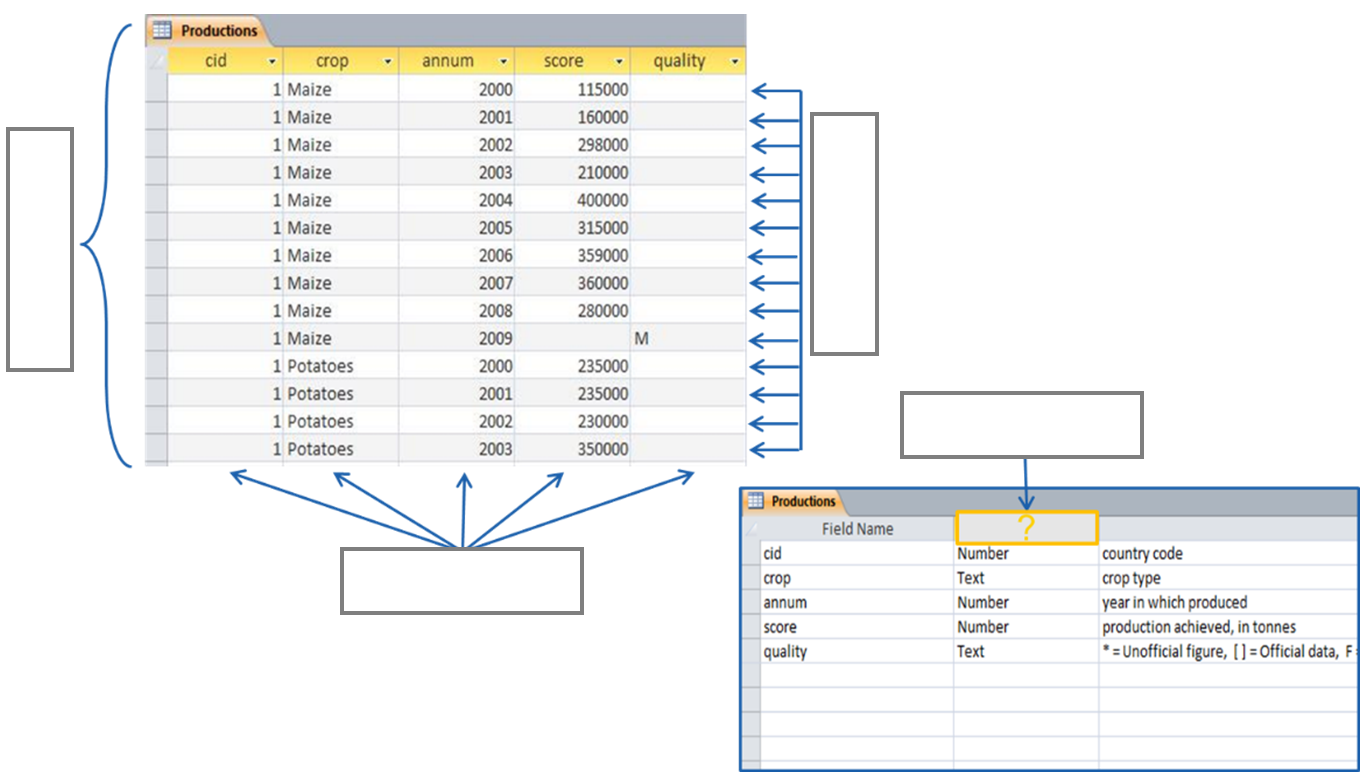 Productions
cid crop annum score quality
1 Maize 2000 115000
1 Maize 2001 160000
1 Maize 2002 298000
1 Maize 2003 210000
1 Maize 2004 400000
1 Maize 2005 315000
1 Maize 2006 359000
1 Maize 2007 360000
1 Maize 2008 280000
1 Maize 2009 M
1 Potatoes 2000 235000
1 Potatoes 2001 235000
1 Potatoes 2002 230000
1 Potatoes 2003 350000
Productions
Field Name ?
cid Number country code
crop Text crop type
annum Number year in which produced
score Number production achieved, in tonnes
quality Text * = Unofficial figure, [ ] = Official data, F